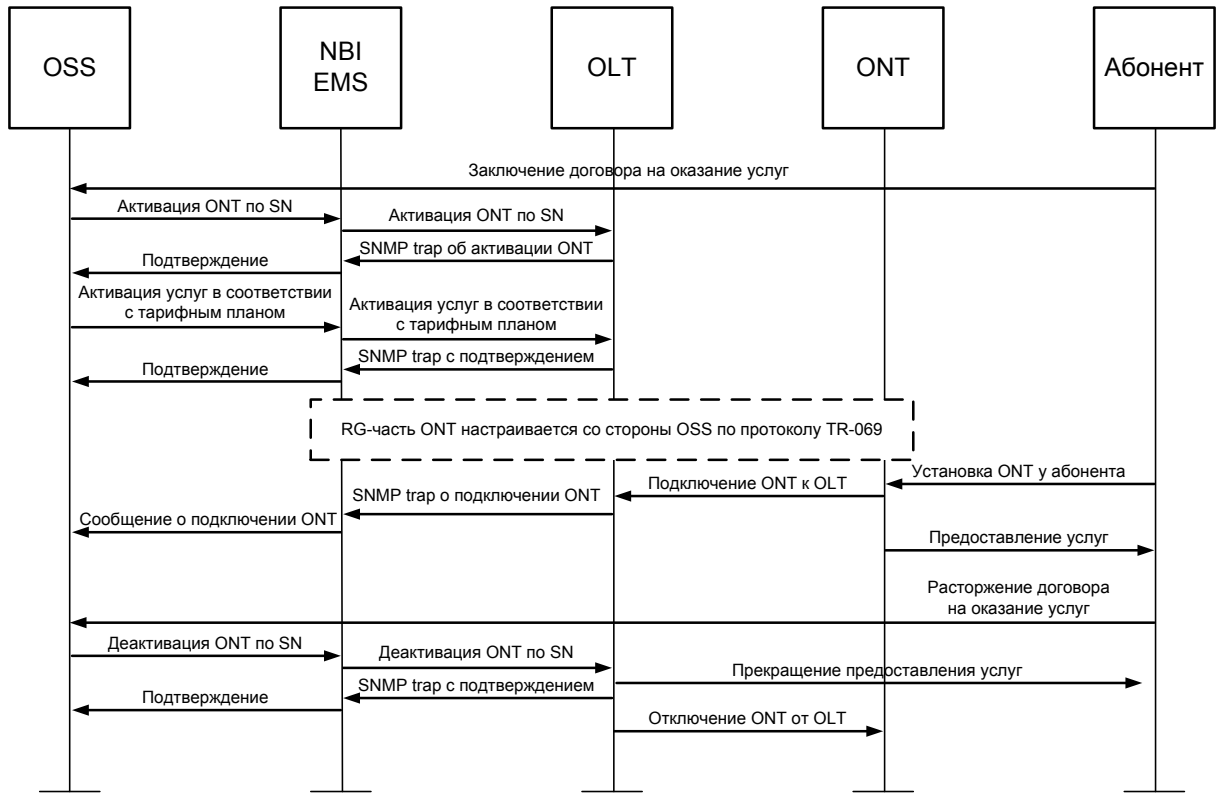 OSS
NBI
EMS
OLT
ONT
Абонент
Заключение договора на оказание услуг
Активация ONT по SN
Активация ONT по SN
SNMP trap об активации ONT
Подтверждение
Активация услуг в соответствии
с тарифным планом
Активация услуг в соответствии
с тарифным планом
SNMP trap с подтверждением
Подтверждение
RG-часть ONT настраивается со стороны OSS по протоколу TR-069
Установка ONT у абонента
Подключение ONT к OLT
SNMP trap о подключении ONT
Сообщение о подключении ONT
Предоставление услуг
Расторжение договора
на оказание услуг
Деактивация ONT по SN
Деактивация ONT по SN
Прекращение предоставления услуг
SNMP trap с подтверждением
Подтверждение
Отключение ONT от OLT